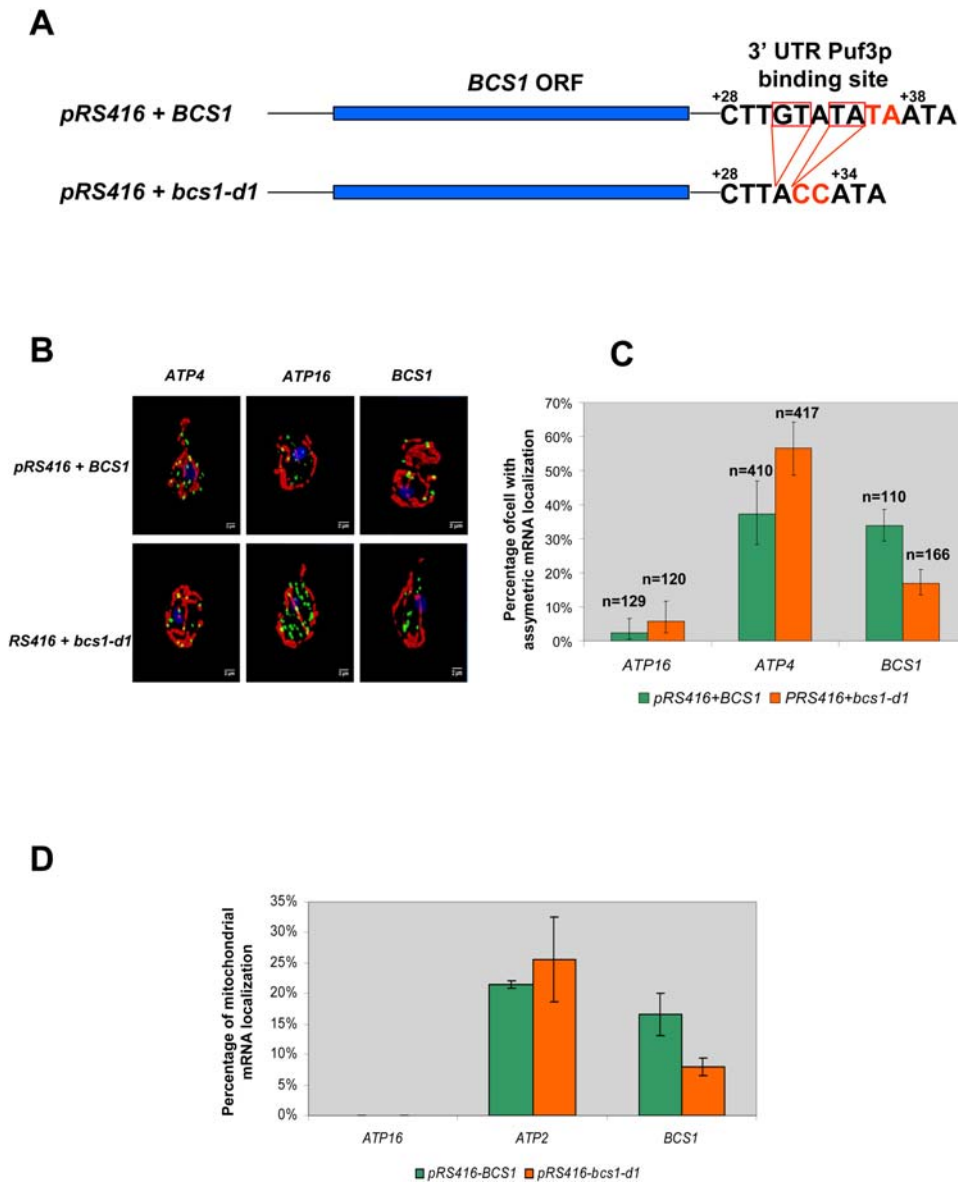 A
3' UTR Puf3p
binding site
BCS1 ORF
+28
+38
pRS416 + BCS1
CTTGTATATAATA
+28
+34
pRS416 + bcs1-d1
CTTACCATA
B
ATP4
ATP16
BCS1
pRS416 + BCS1
RS416 + bcs1-d1
C
Percentage ofcell with
assymetric mRNA localization
70%
60%
50%
40%
30%
20%
10%
0%
n=129
n=120
n=410
n=417
n=110
n=166
ATP16
ATP4
BCS1
pRS416+BCS1
PRS416+bcs1-d1
D
Percentage of mitochondrial
mRNA localization
35%
30%
25%
20%
15%
10%
5%
0%
ATP16
ATP2
BCS1
pRS416-BCS1
pRS416-bcs1-d1